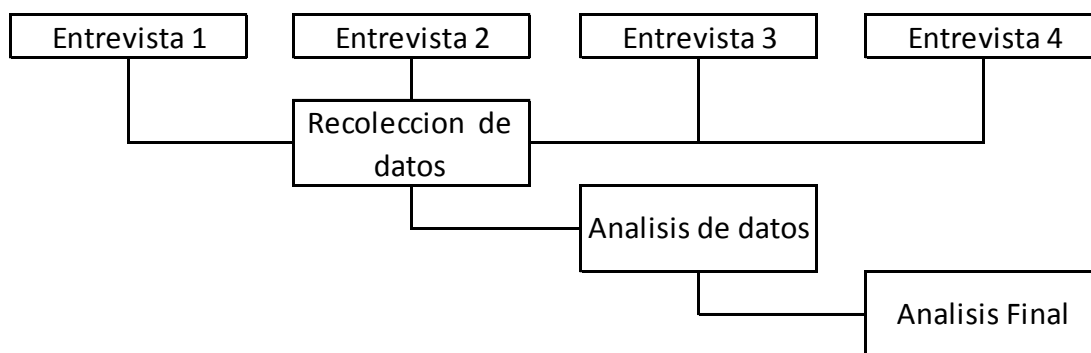 Entrevista 1
Entrevista 2
Entrevista 3
Entrevista 4
Recoleccion de
datos
Analisis de datos
Analisis Final